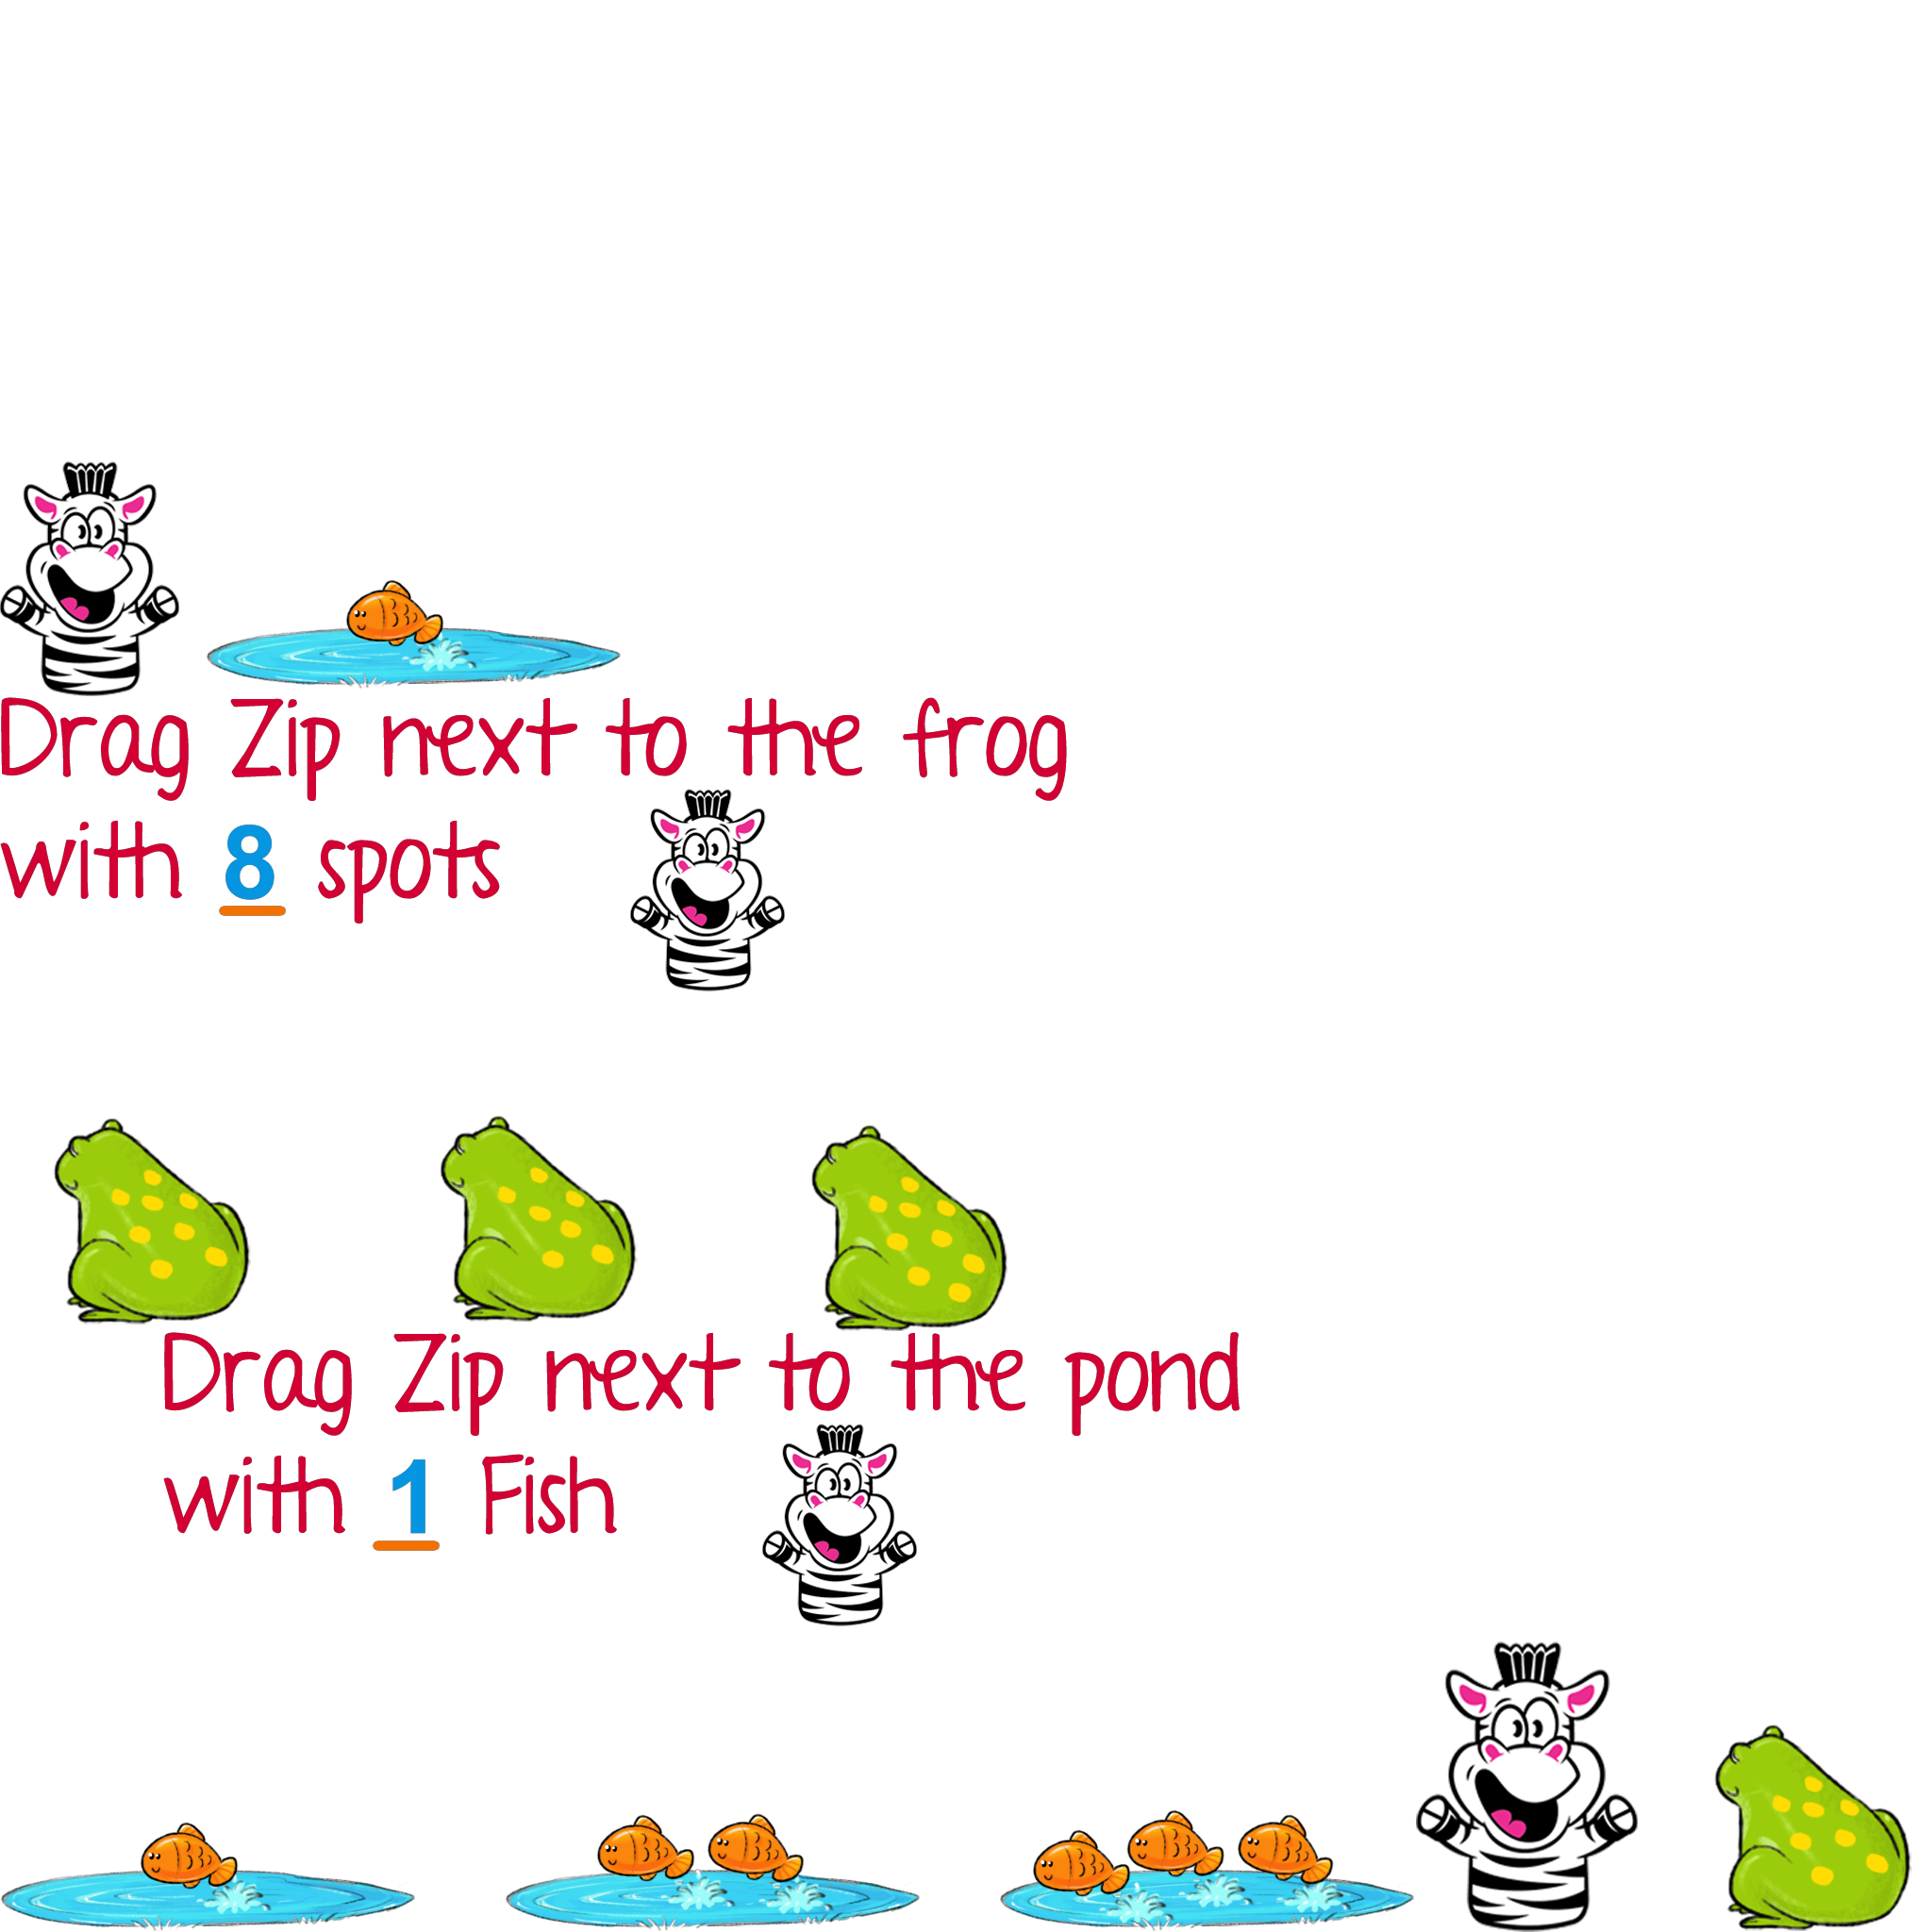 Drag Zip next to the frog
with 8 spots
Drag Zip next to the pond
with 1 Fish